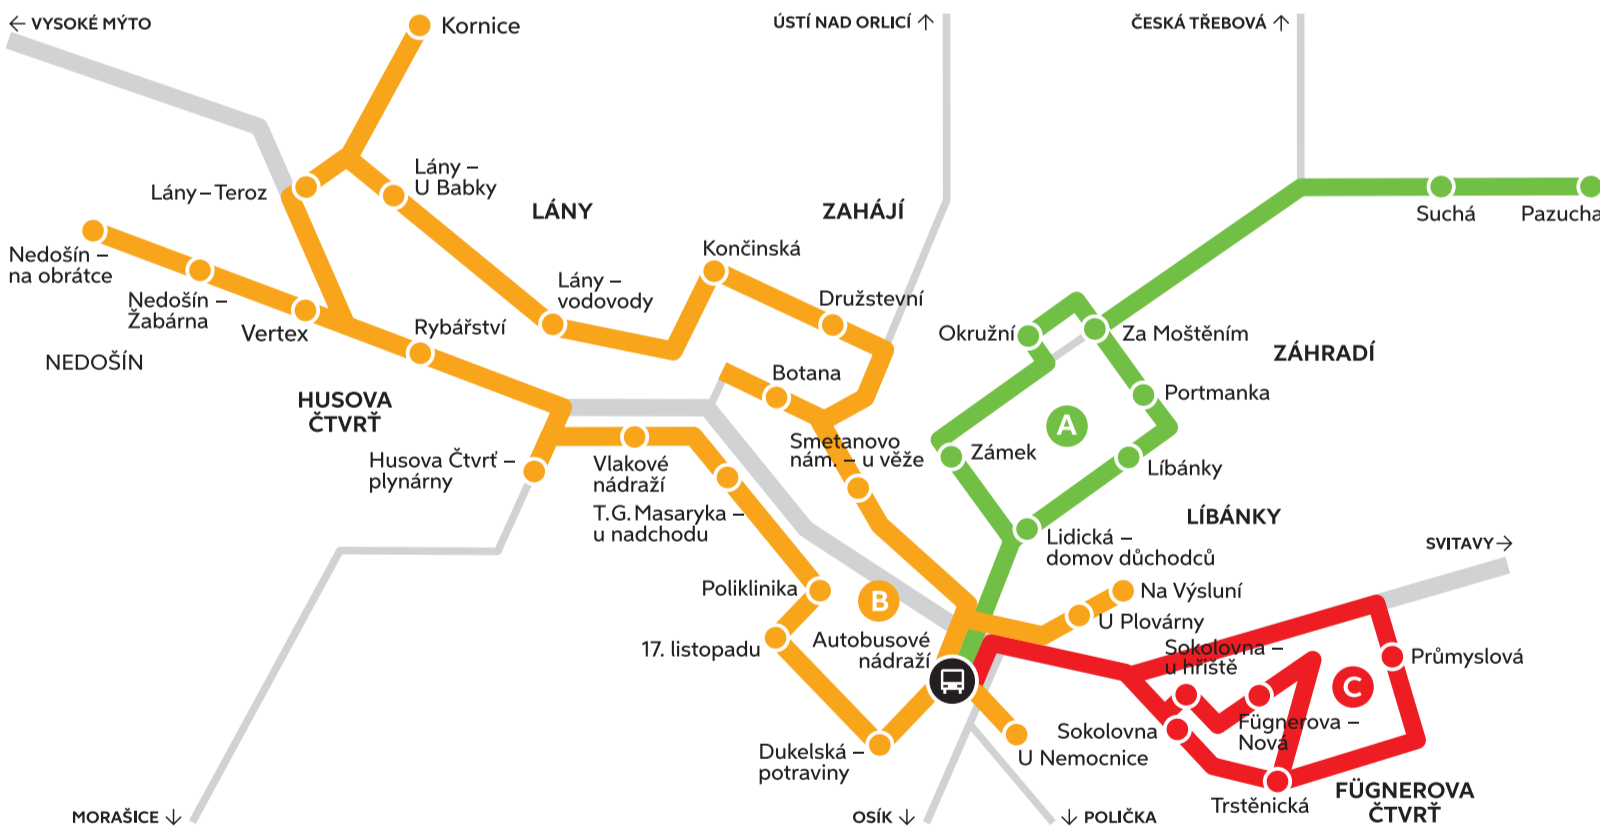 ← VYSOKÉ MÝTO
Kornice
ÚSTÍ NAD ORLICÍ ↑
ČESKÁ TŘEBOVÁ ↑
Lány –
U Babky
Lány – Teroz
LÁNY
ZAHÁJÍ
Suchá
Pazucha
Nedošín –
na obrátce
Končinská
Lány –
vodovody
Družstevní
Nedošín –
Žabárna
Vertex
Rybářství
Okružní
Za Moštěním
ZÁHRADÍ
NEDOŠÍN
Botana
Portmanka
HUSOVA
ČTVRŤ
A
Smetanovo
nám. – u věže
Zámek
Líbánky
Husova Čtvrť –
plynárny
Vlakové
nádraží
T. G. Masaryka –
u nadchodu
LÍBÁNKY
Lidická –
domov důchodců
SVITAVY →
Poliklinika
B
Na Výsluní
U Plovárny
17. listopadu
Autobusové
nádraží
Sokolovna –
u hřiště
Průmyslová
C
Sokolovna
Fügnerova –
Nová
Dukelská –
potraviny
U Nemocnice
Trstěnická
FÜGNEROVA
ČTVRŤ
MORAŠICE ↓
OSÍK ↓
↓ POLIČKA